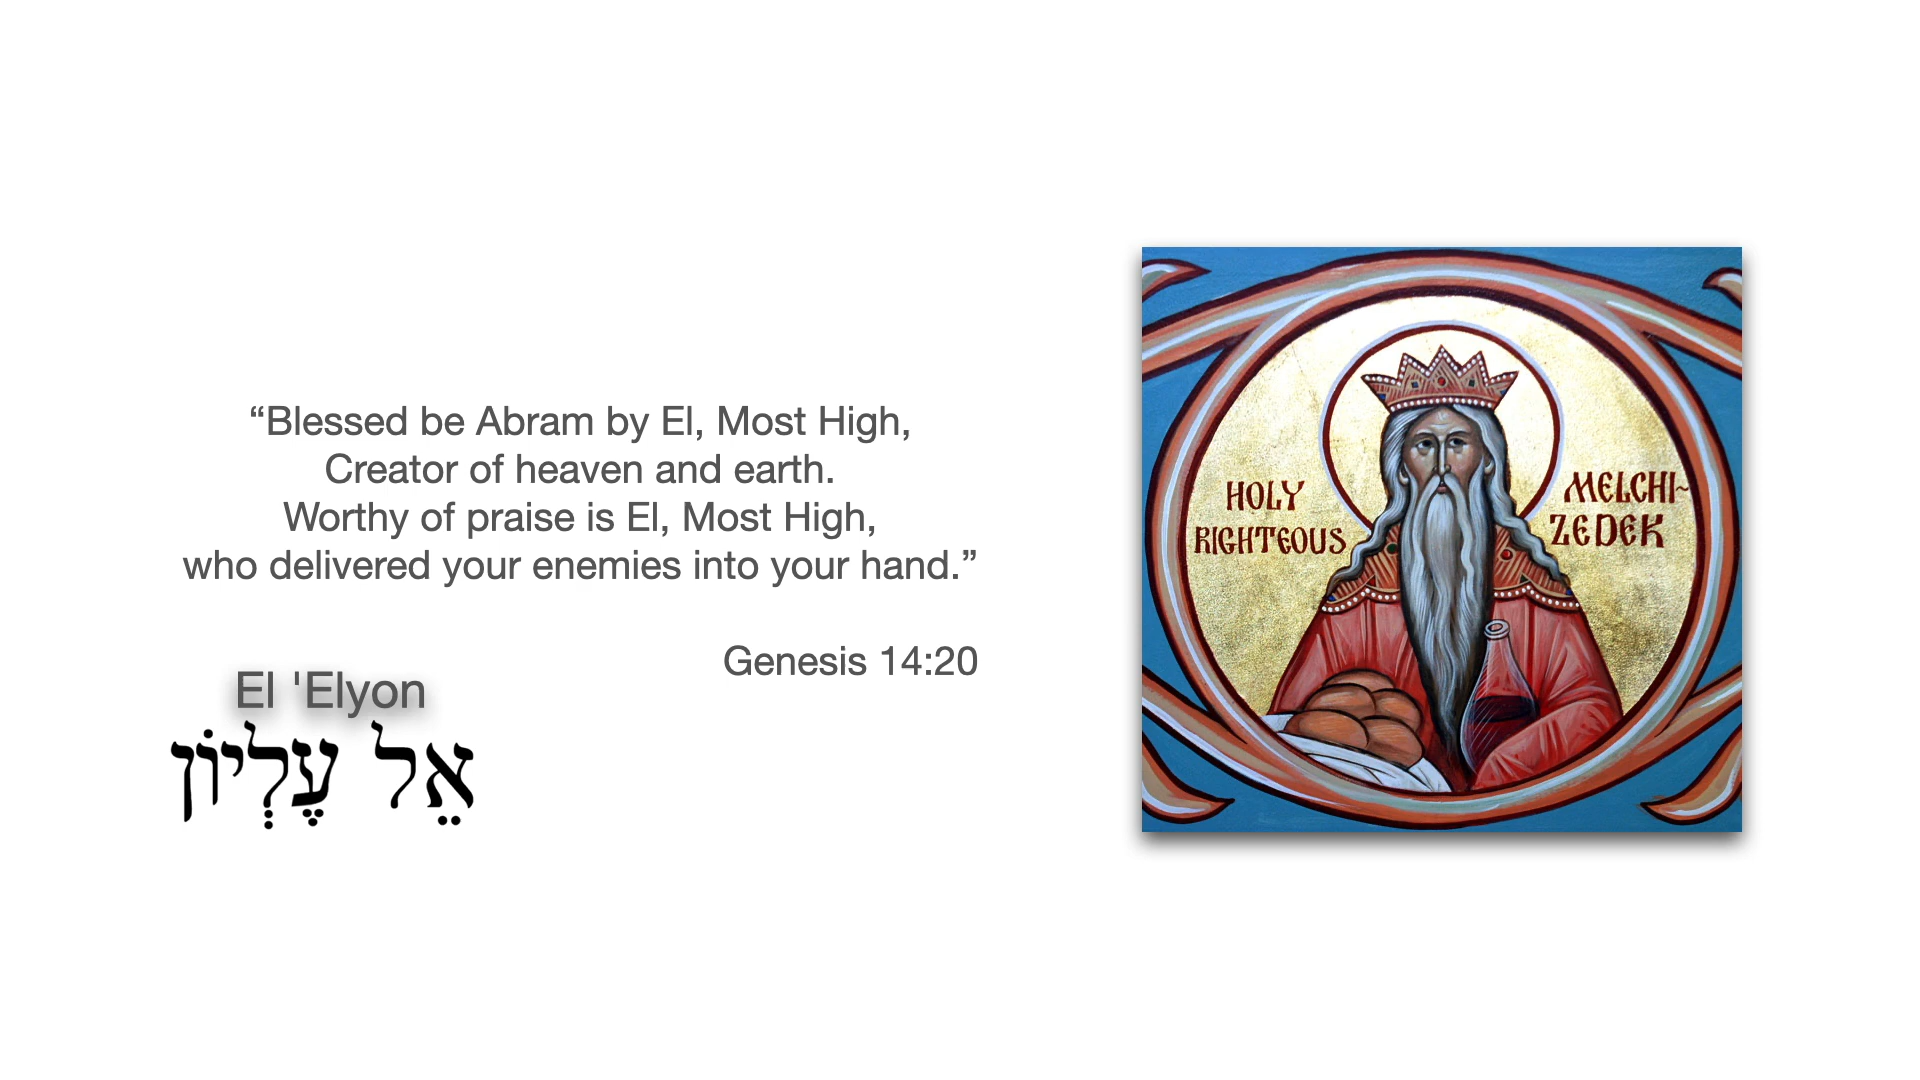 “Blessed be Abram by El, Most High,
Creator of heaven and earth.
Worthy of praise is El, Most High,
who delivered your enemies into your hand.”
Genesis 14:20
El 'Elyon
אֵל עֶלְיוֹן
HOLY
RIGHTEOUS
MELCHI~
ZEDEK